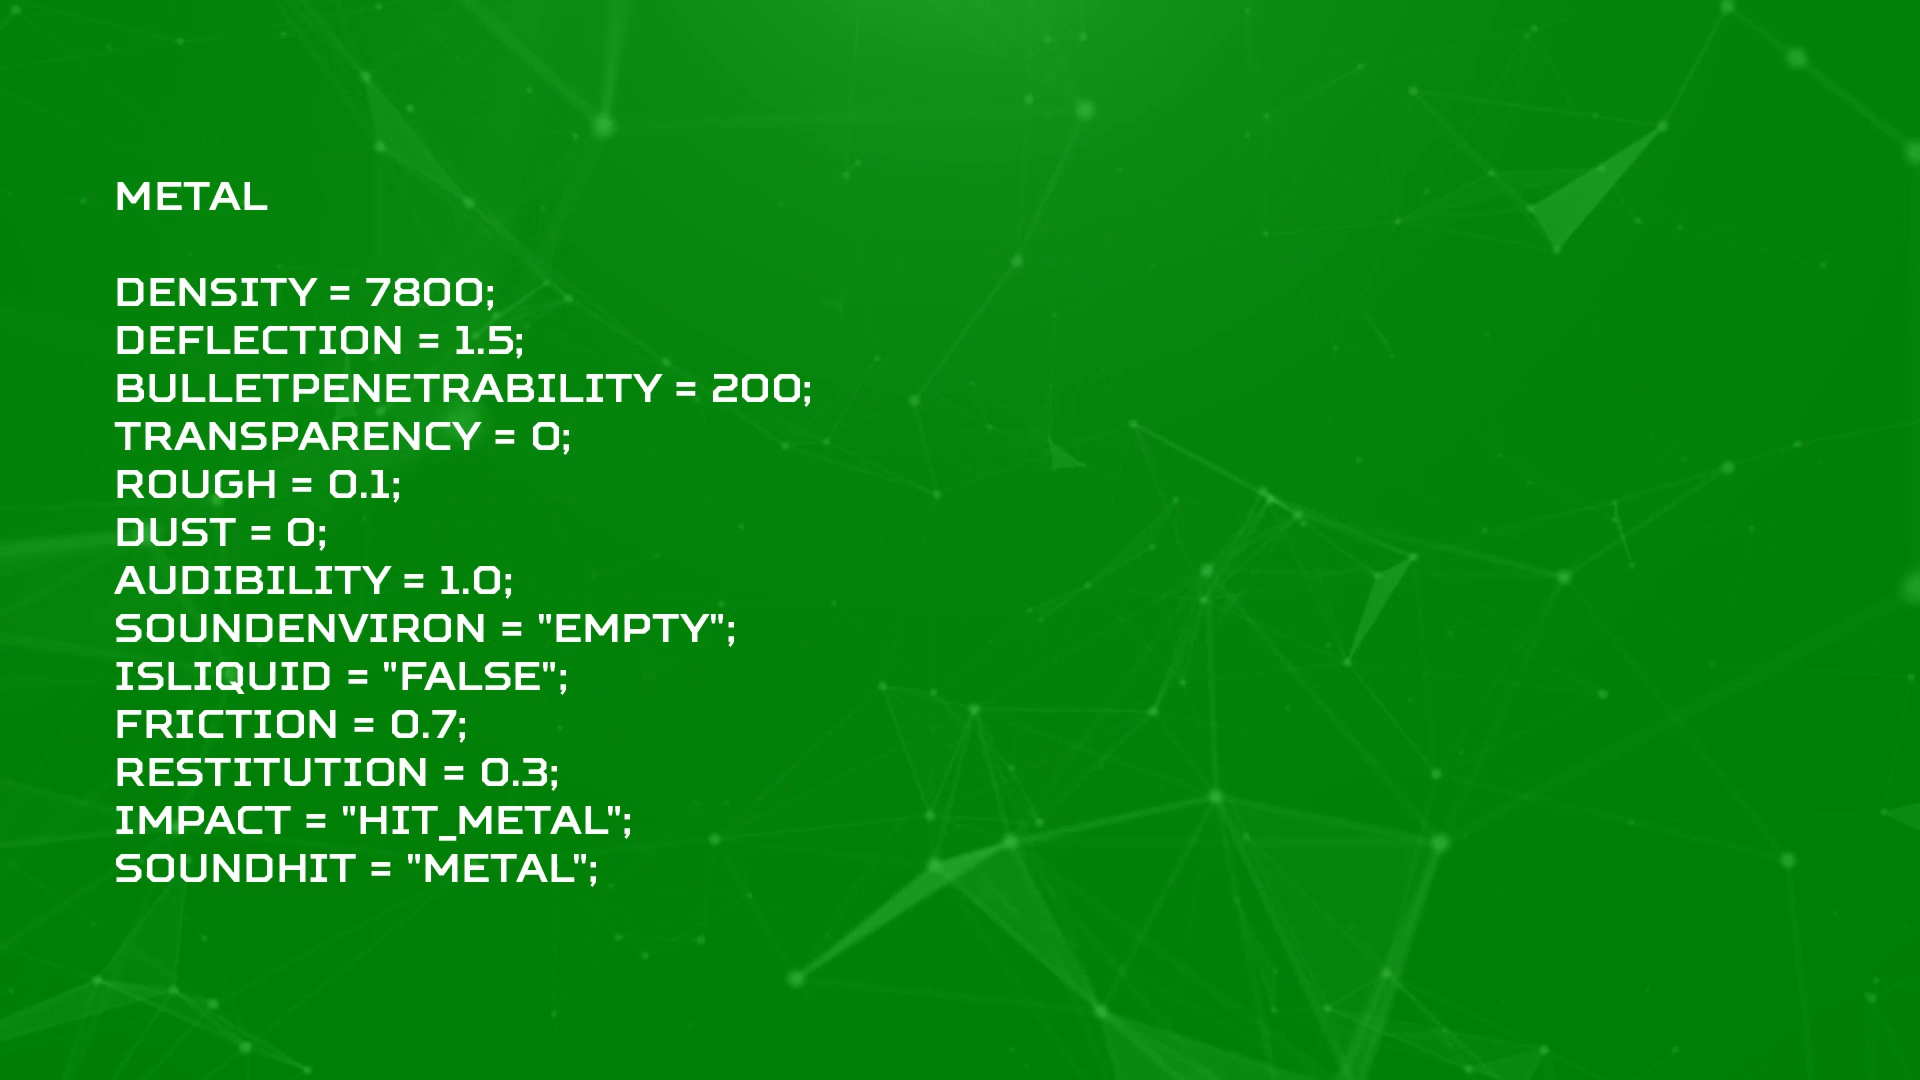 METAL
DENSITY = 7800;
DEFLECTION = 1.5;
BULLETPENETRABILITY = 200;
TRANSPARENCY = 0;
ROUGH = 0.1;
DUST = 0;
AUDIBILITY = 1.0;
SOUNDENVIRON = "EMPTY";
ISLIQUID = "FALSE";
FRICTION = 0.7;
RESTITUTION = 0.3;
IMPACT = "HIT_METAL";
SOUNDHIT = "METAL";